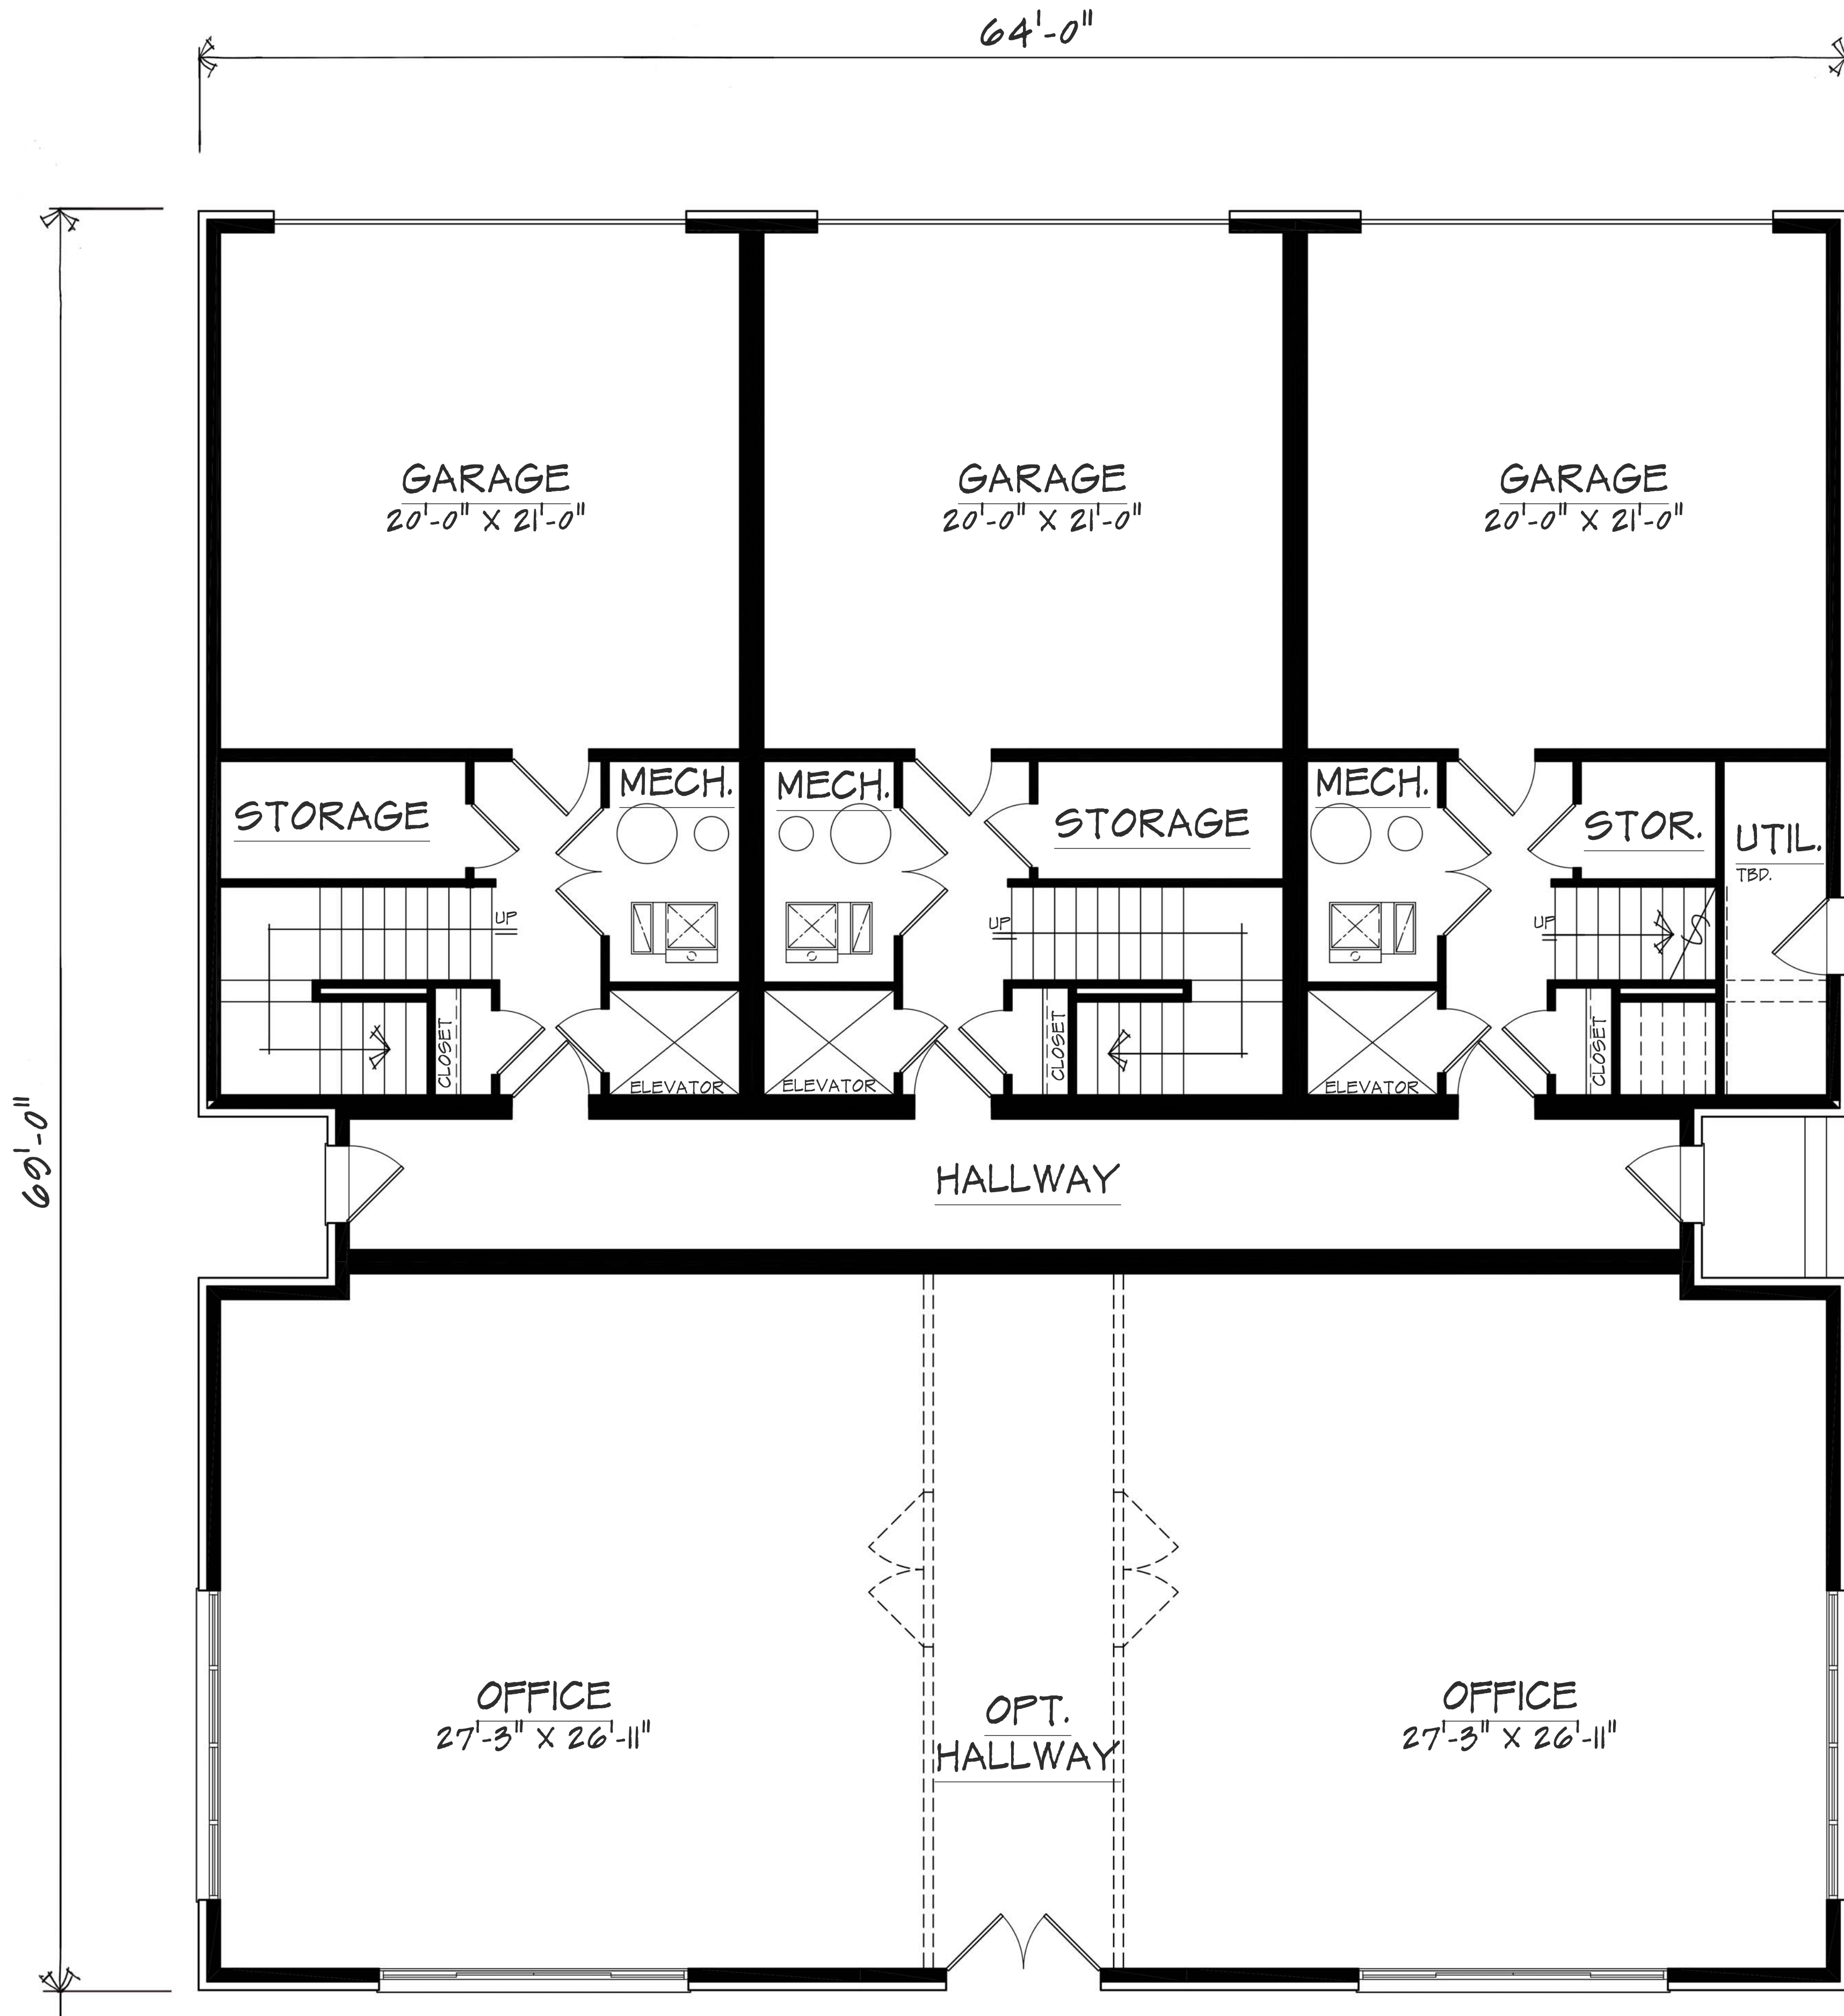 64'-0"
GARAGE
20'-0" X 21'-0"
GARAGE
20'-0" X 21'-0"
GARAGE
20'-0" X 21'-0"
STORAGE
MECH.
MECH.
STORAGE
MECH.
STOR.
UTIL.
TBD.
UP
UP
UP
CLOSET
ELEVATOR
ELEVATOR
CLOSET
ELEVATOR
CLOSET
69'-0"
HALLWAY
OFFICE
27'-3" X 26'-11"
OPT.
HALLWAY
OFFICE
27'-3" X 26'-11"